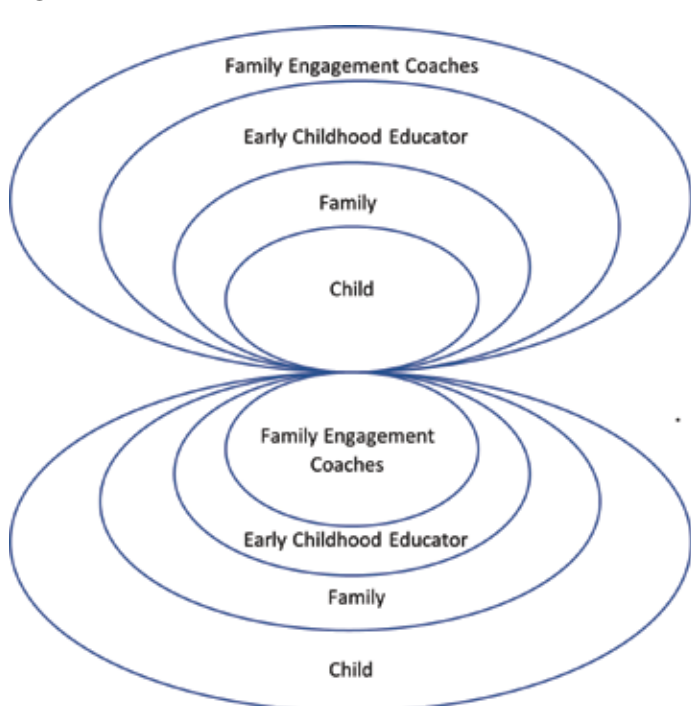 Family Engagement Coaches
Early Childhood Educator
Family
Child
Family Engagement
Coaches
Early Childhood Educator
Family
Child